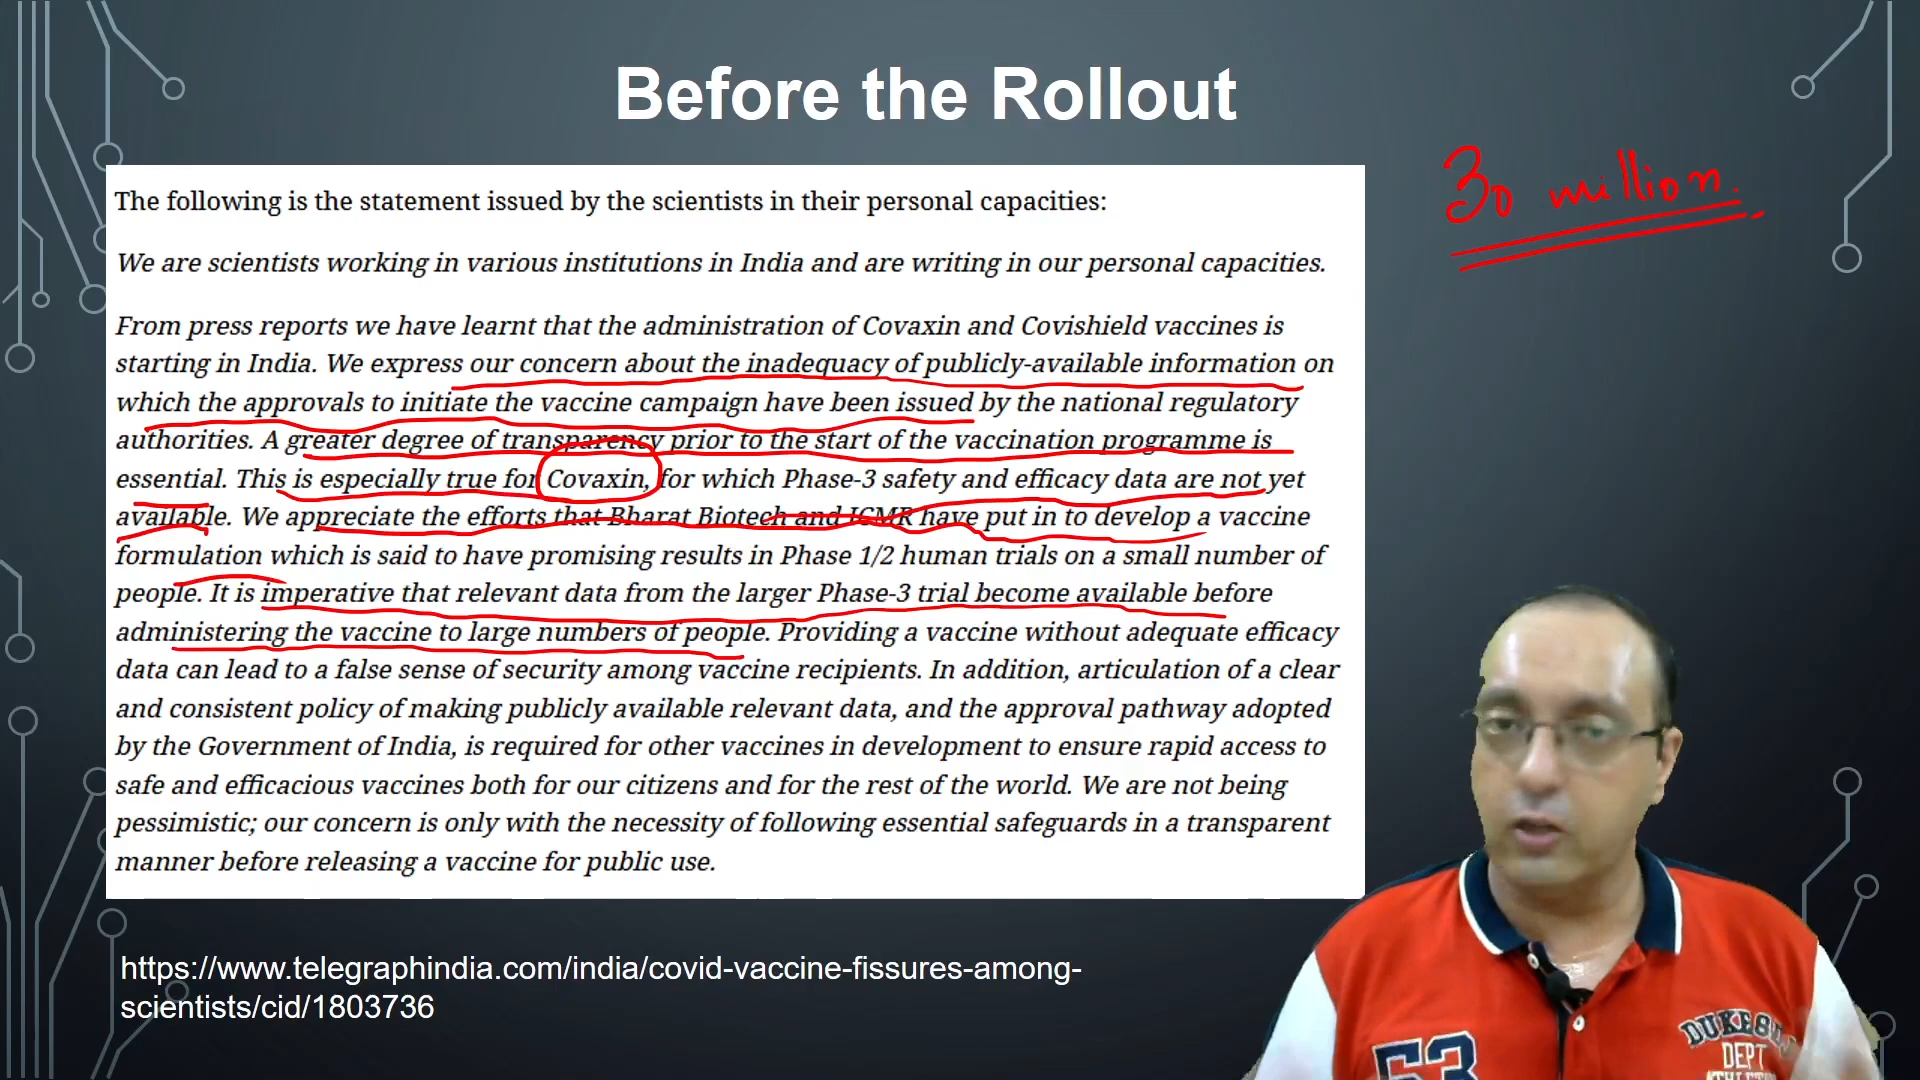 Before the Rollout
30 million.
The following is the statement issued by the scientists in their personal capacities:
We are scientists working in various institutions in India and are writing in our personal capacities.
From press reports we have learnt that the administration of Covaxin and Covishield vaccines is
starting in India. We express our concern about the inadequacy of publicly-available information on
which the approvals to initiate the vaccine campaign have been issued by the national regulatory
authorities. A greater degree of transparency prior to the start of the vaccination programme is
essential. This is especially true for Covaxin, for which Phase-3 safety and efficacy data are not yet
available. We appreciate the efforts that Bharat Biotech and ICMR have put in to develop a vaccine
formulation which is said to have promising results in Phase 1/2 human trials on a small number of
people. It is imperative that relevant data from the larger Phase-3 trial become available before
administering the vaccine to large numbers of people. Providing a vaccine without adequate efficacy
data can lead to a false sense of security among vaccine recipients. In addition, articulation of a clear
and consistent policy of making publicly available relevant data, and the approval pathway adopted
by the Government of India, is required for other vaccines in development to ensure rapid access to
safe and efficacious vaccines both for our citizens and for the rest of the world. We are not being
pessimistic; our concern is only with the necessity of following essential safeguards in a transparent
manner before releasing a vaccine for public use.
https://www.telegraphindia.com/india/covid-vaccine-fissures-among-
scientists/cid/1803736
53
DUKES
DEPT